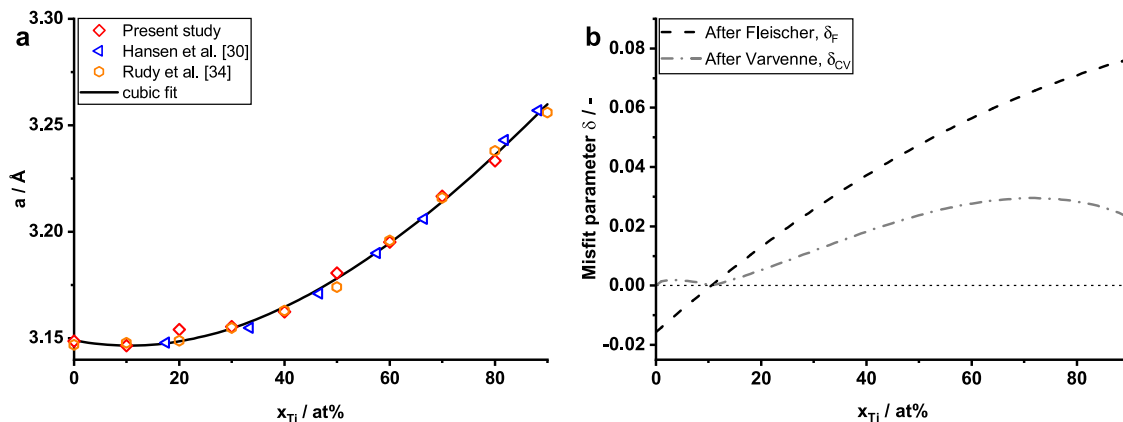 a
Present study
Hansen et al. [30]
Rudy et al. [34]
cubic fit
3.25
3.20
3.15
a / Å
0
20
40
60
80
x_Ti / at%
b
After Fleischer, δ_F
After Varvenne, δ_CV
0.08
0.06
0.04
0.02
0.00
-0.02
Misfit parameter δ / -
0
20
40
60
80
x_Ti / at%